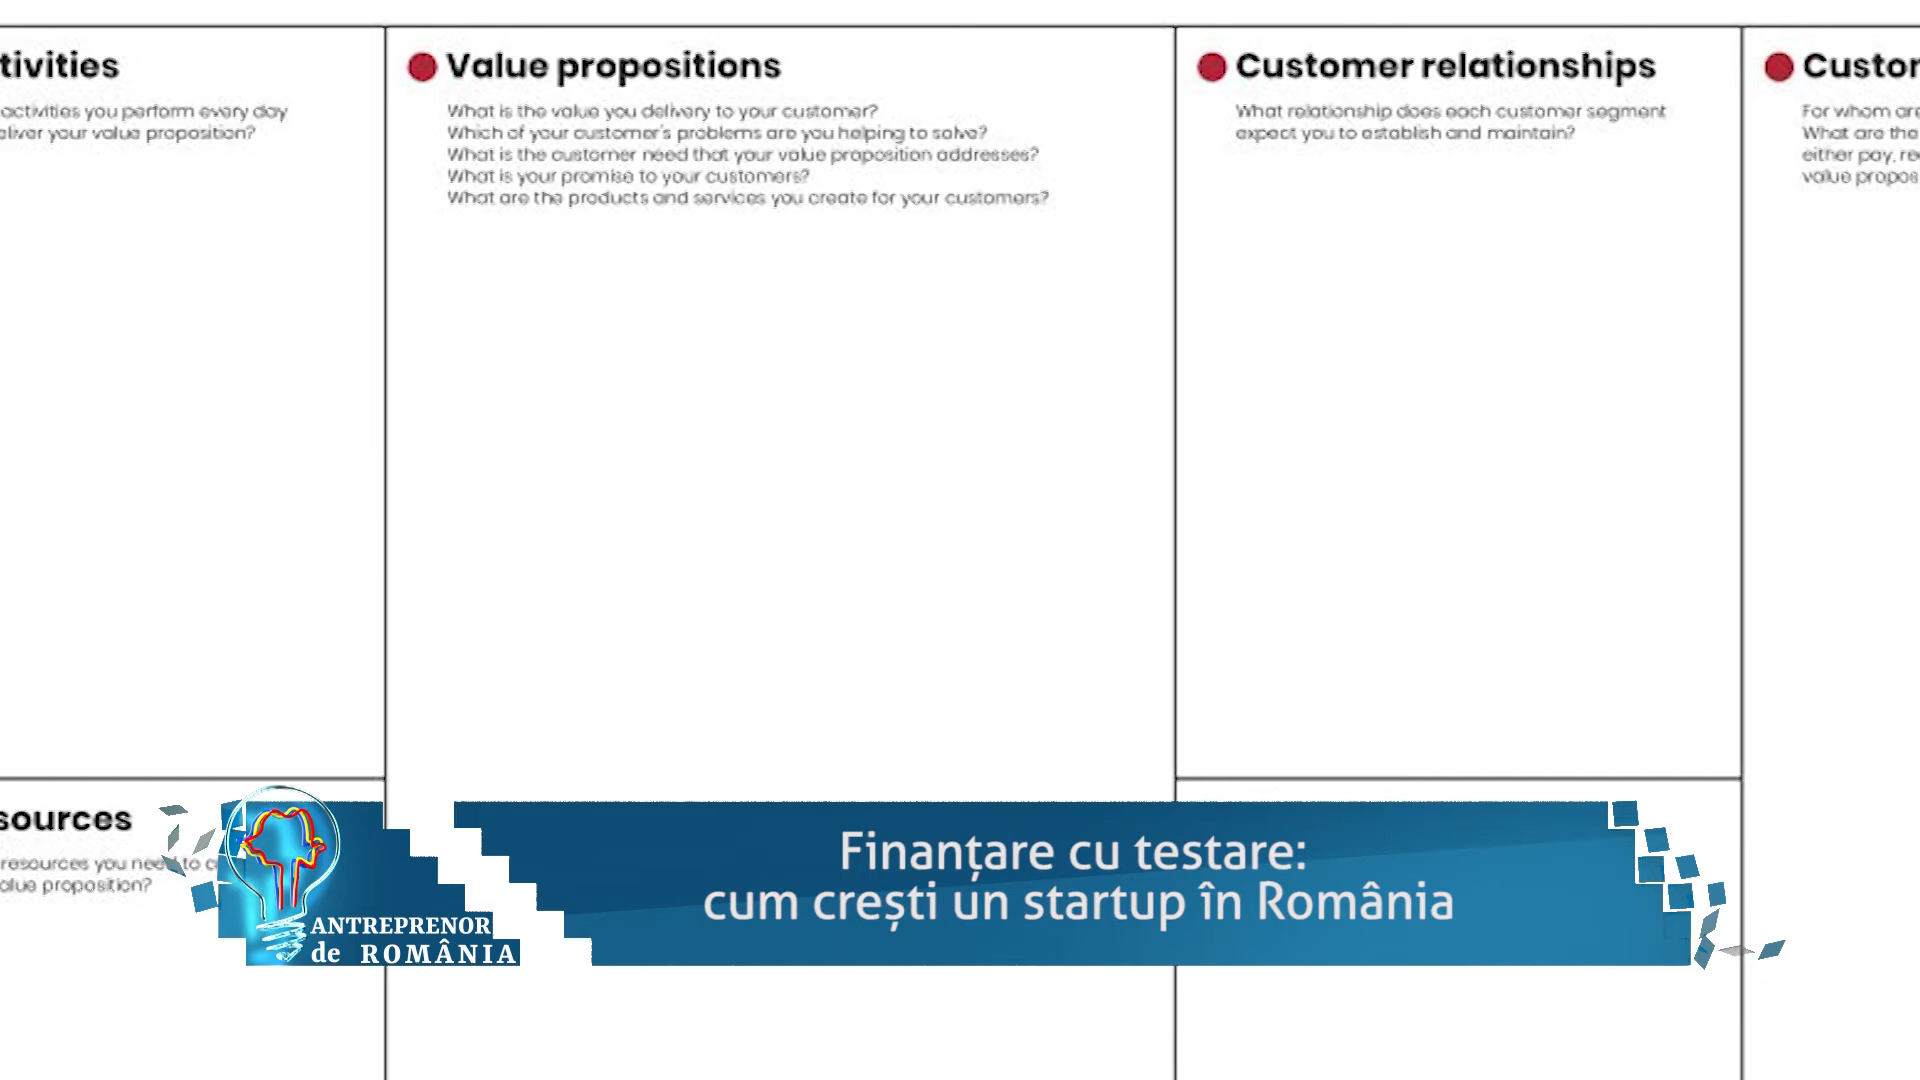 tivities
activities you perform every day
eliver your value proposition?
Value propositions
What is the value you delivery to your customer?
Which of your customer's problems are you helping to solve?
What is the customer need that your value proposition addresses?
What is your promise to your customers?
What are the products and services you create for your customers?
Customer relationships
What relationship does each customer segment
expect you to establish and maintain?
Custor
For whom are
What are the
either pay, re
value propos
sources
resources you need to c
alue proposition?
ANTREPRENOR
de ROMÂNIA
Finanțare cu testare:
cum crești un startup în România